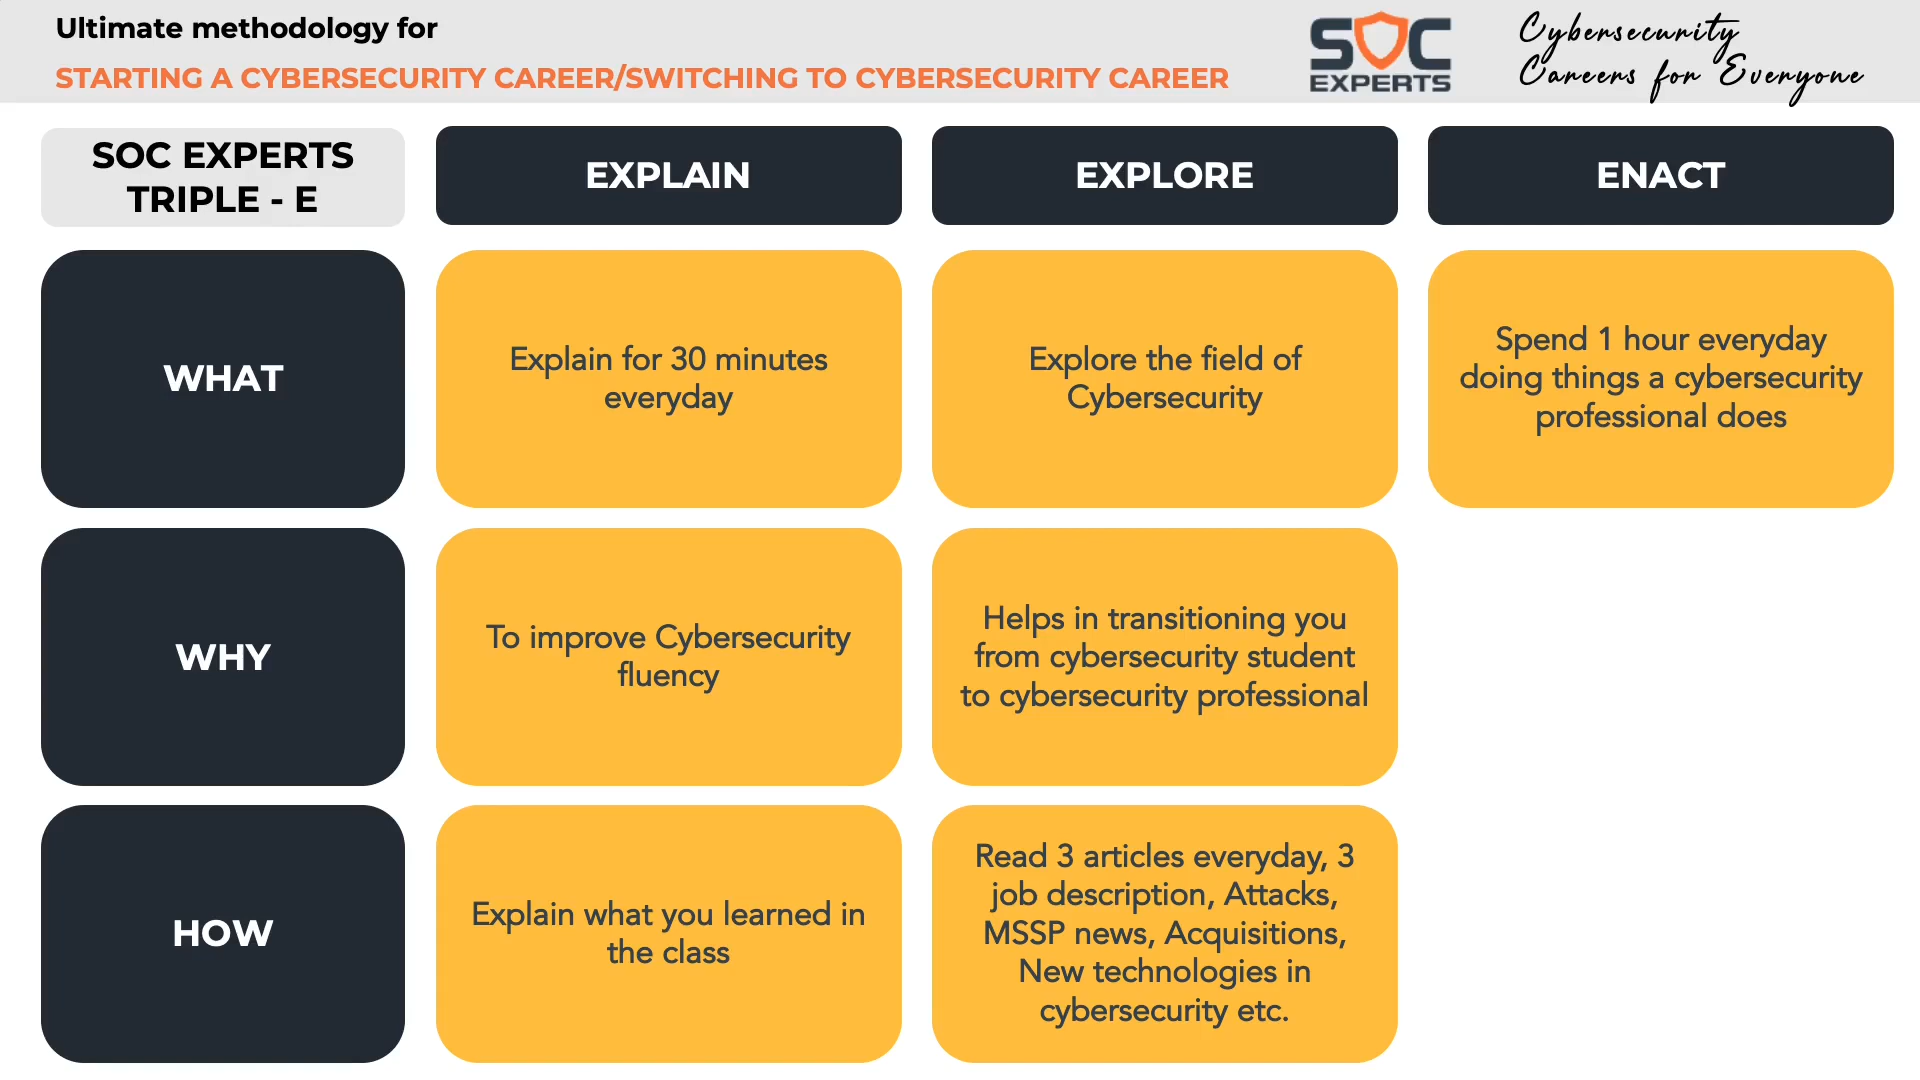 Ultimate methodology for
STARTING A CYBERSECURITY CAREER/SWITCHING TO CYBERSECURITY CAREER
SOC
EXPERTS
Cybersecurity
Careers for Everyone
SOC EXPERTS
TRIPLE - E
EXPLAIN
EXPLORE
ENACT
WHAT
Explain for 30 minutes
everyday
Explore the field of
Cybersecurity
Spend 1 hour everyday
doing things a cybersecurity
professional does
WHY
To improve Cybersecurity
fluency
Helps in transitioning you
from cybersecurity student
to cybersecurity professional
HOW
Explain what you learned in
the class
Read 3 articles everyday, 3
job description, Attacks,
MSSP news, Acquisitions,
New technologies in
cybersecurity etc.